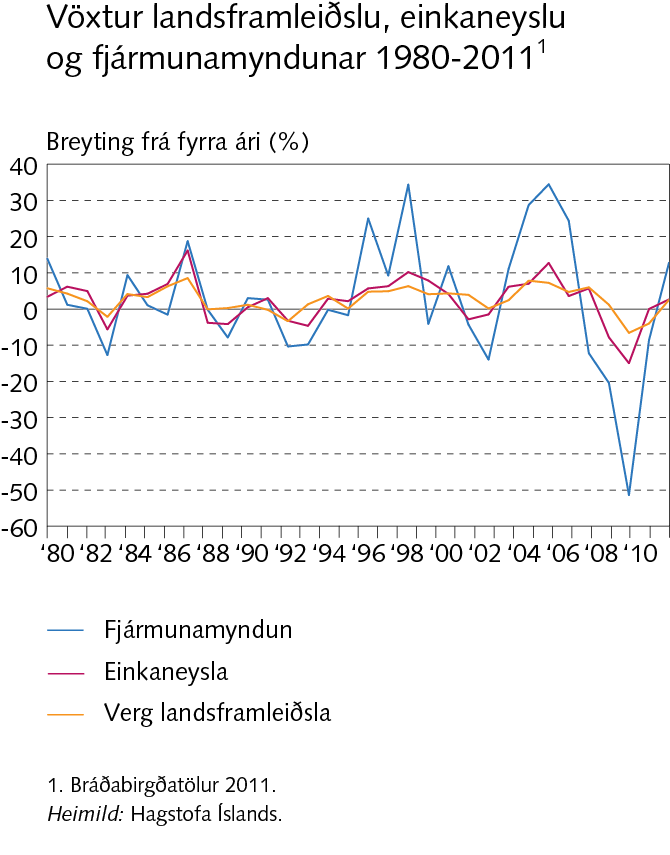 Vöxtur landsframleiðslu, einkaneyslu
og fjármunamyndunar 1980-2011¹
Breyting frá fyrra ári (%)
40
30
20
10
0
-10
-20
-30
-40
-50
-60
‘80 ‘82 ‘84 ‘86 ‘88 ‘90 ‘92 ‘94 ‘96 ‘98 ‘00 ‘02 ‘04 ‘06 ‘08 ‘10
Fjármunamyndun
Einkaneysla
Verg landsframleiðsla
1. Bráðabirgðatölur 2011.
Heimild: Hagstofa Íslands.